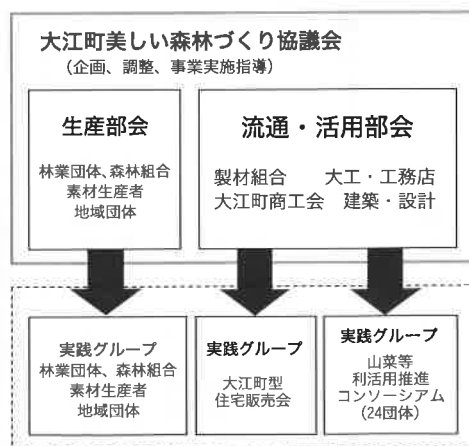 大江町美しい森林づくり協議会
（企画、調整、事業実施指導）
生産部会
林業団体、森林組合
素材生産者
地域団体
流通・活用部会
製材組合　　大工・工務店
大江町商工会　建築・設計
実践グループ
林業団体、森林組合
素材生産者
地域団体
実践グループ
大江町型
住宅販売会
実践グループ
山菜等
利活用推進
コンソーシアム
(24団体)